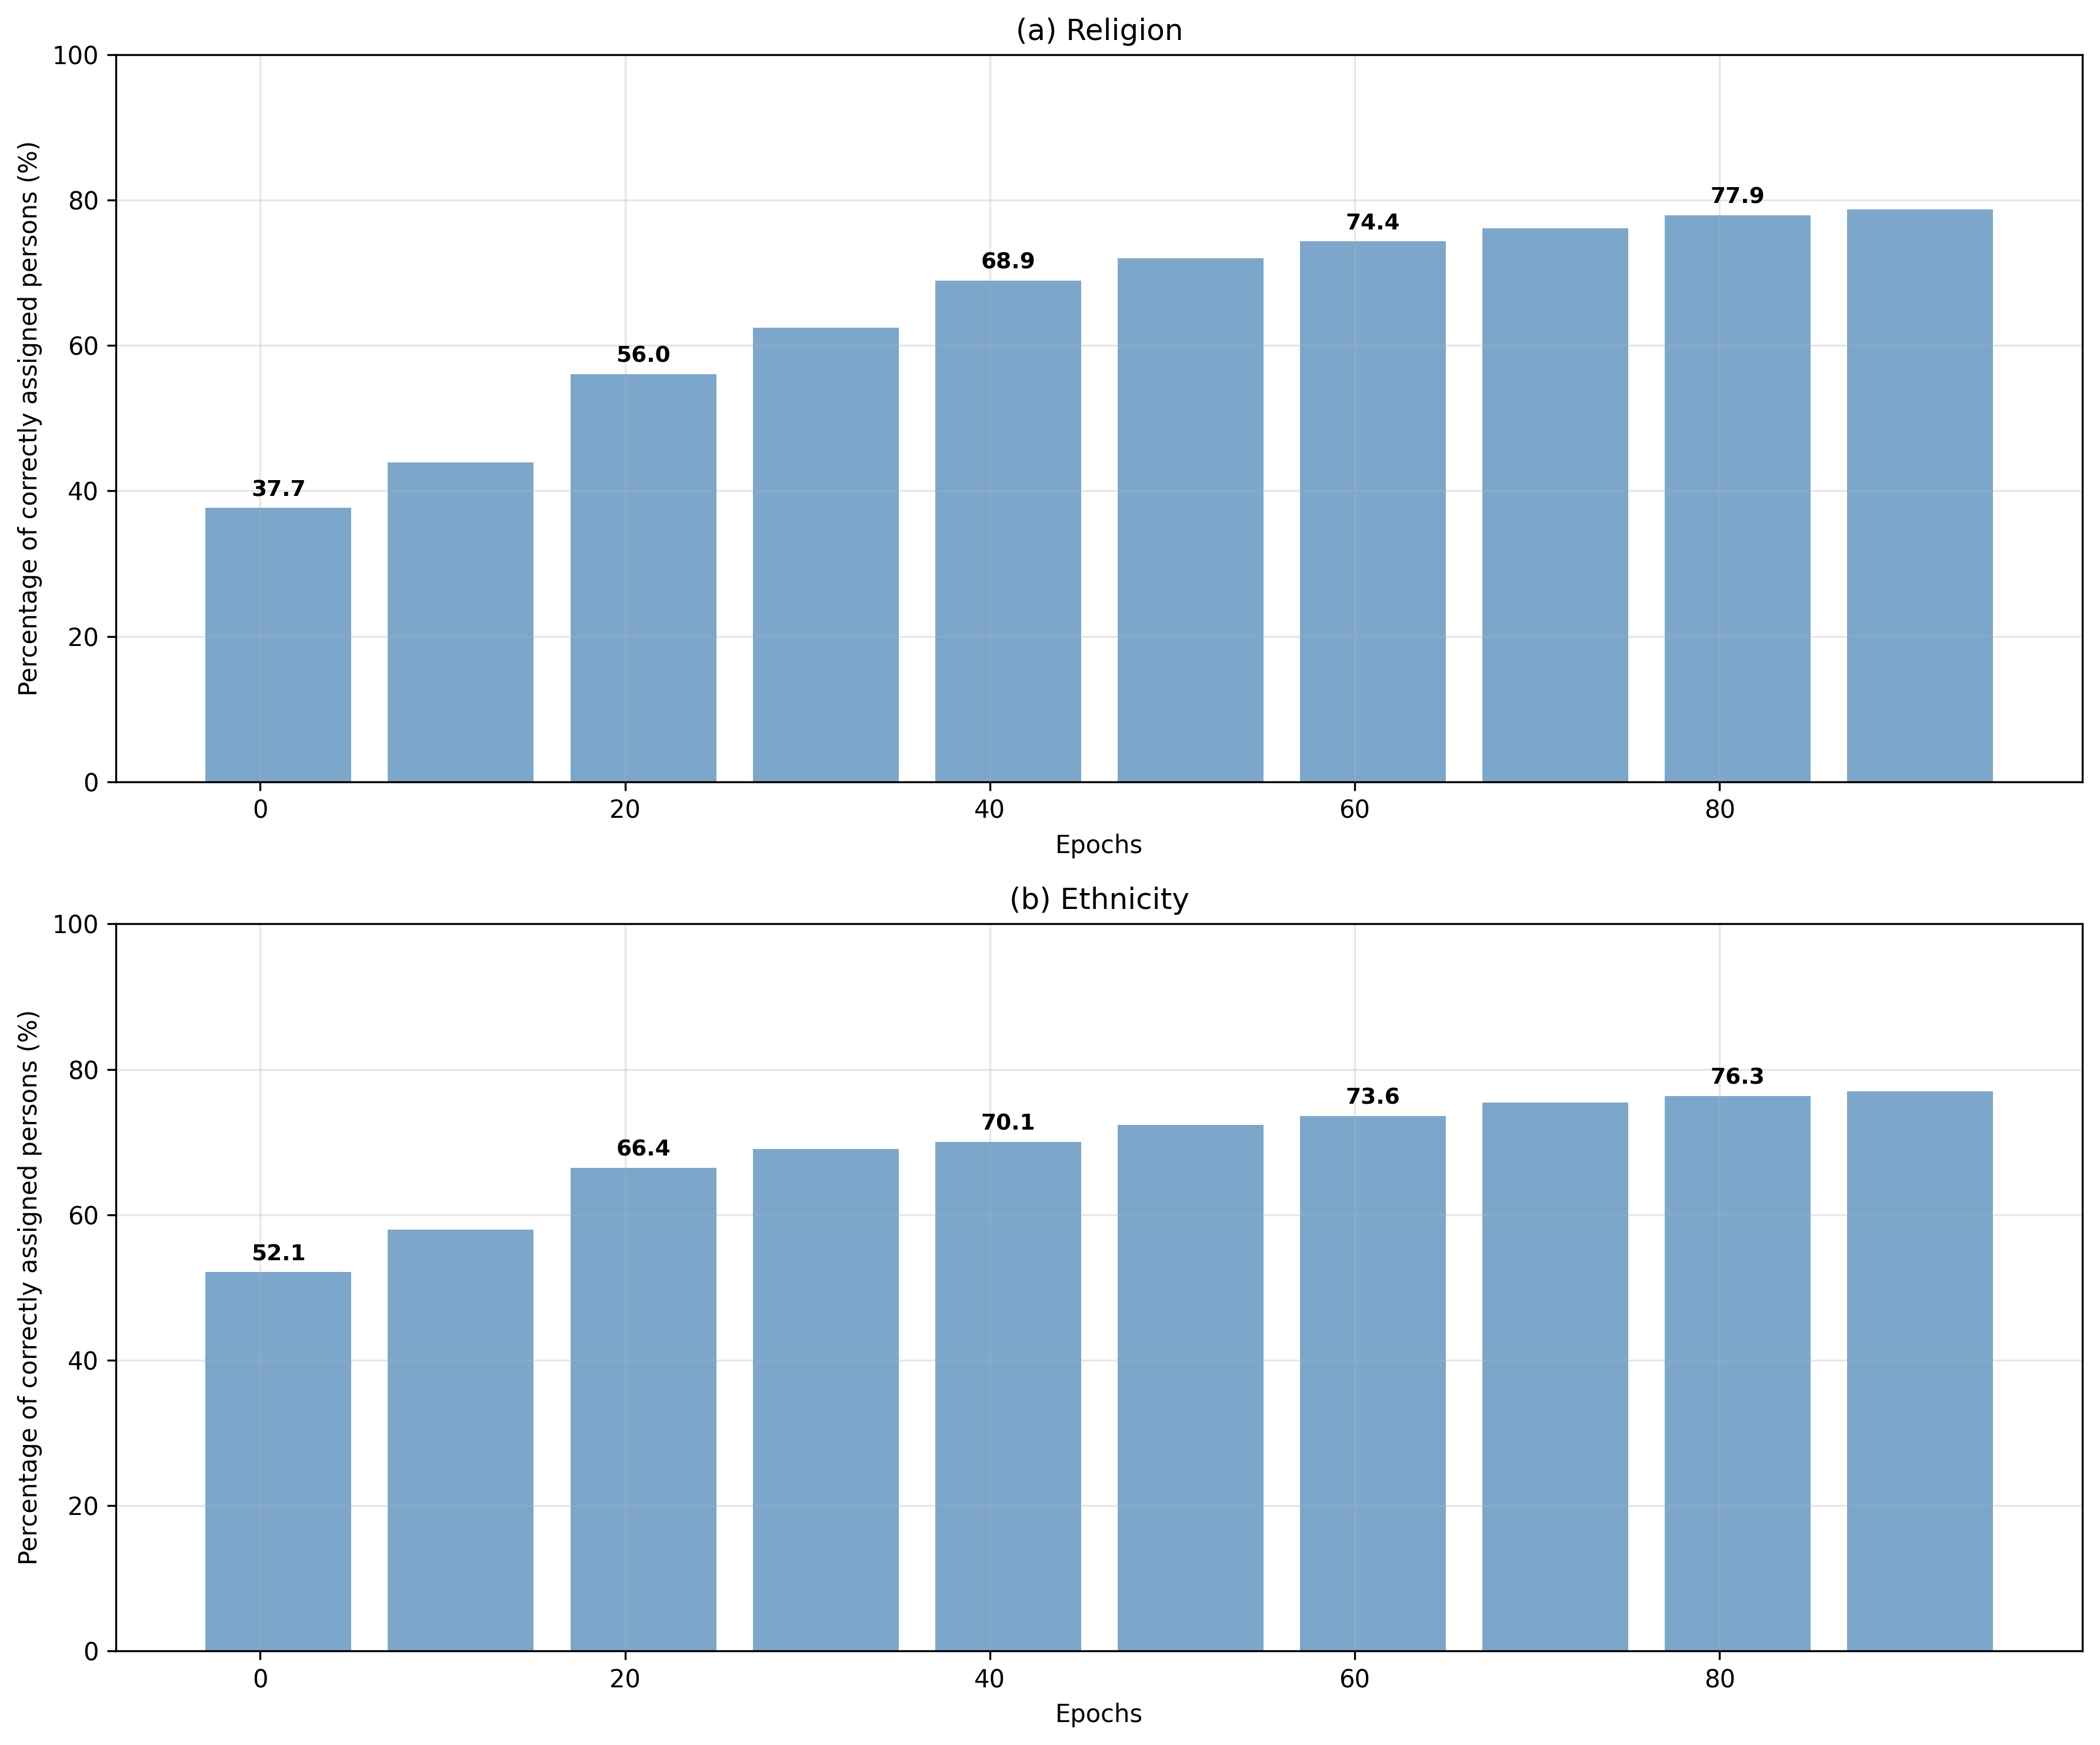 (a) Religion
Percentage of correctly assigned persons (%)
100
80
60
40
20
0
37.7
56.0
68.9
74.4
77.9
0 20 40 60 80
Epochs
(b) Ethnicity
Percentage of correctly assigned persons (%)
100
80
60
40
20
0
52.1
66.4
70.1
73.6
76.3
0 20 40 60 80
Epochs